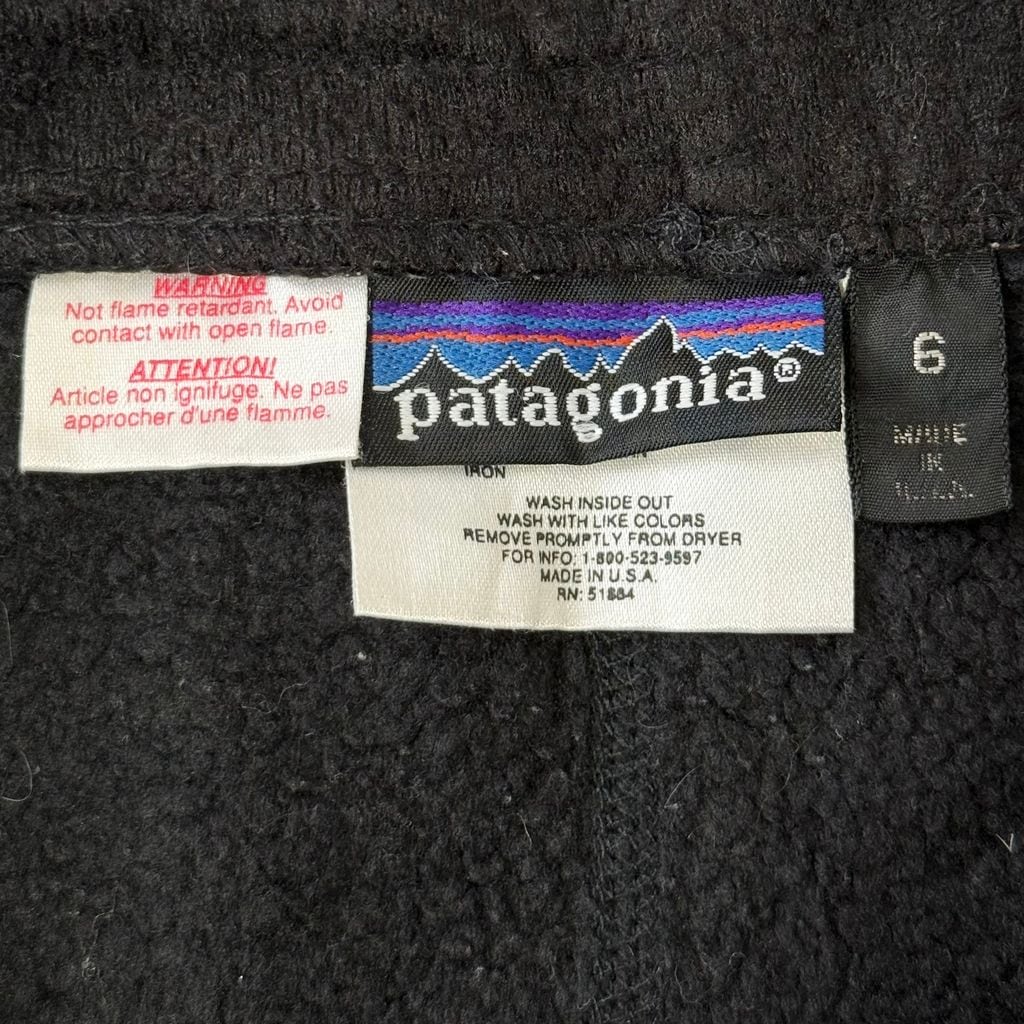 WARNING
Not flame retardant. Avoid
contact with open flame.
ATTENTION!
Article non ignifuge. Ne pas
approcher d'une flamme.
patagonia®
IRON
WASH INSIDE OUT
WASH WITH LIKE COLORS
REMOVE PROMPTLY FROM DRYER
FOR INFO: 1-800-523-9597
MADE IN U.S.A.
RN: 51884
6
MADE
IN
U.S.A.